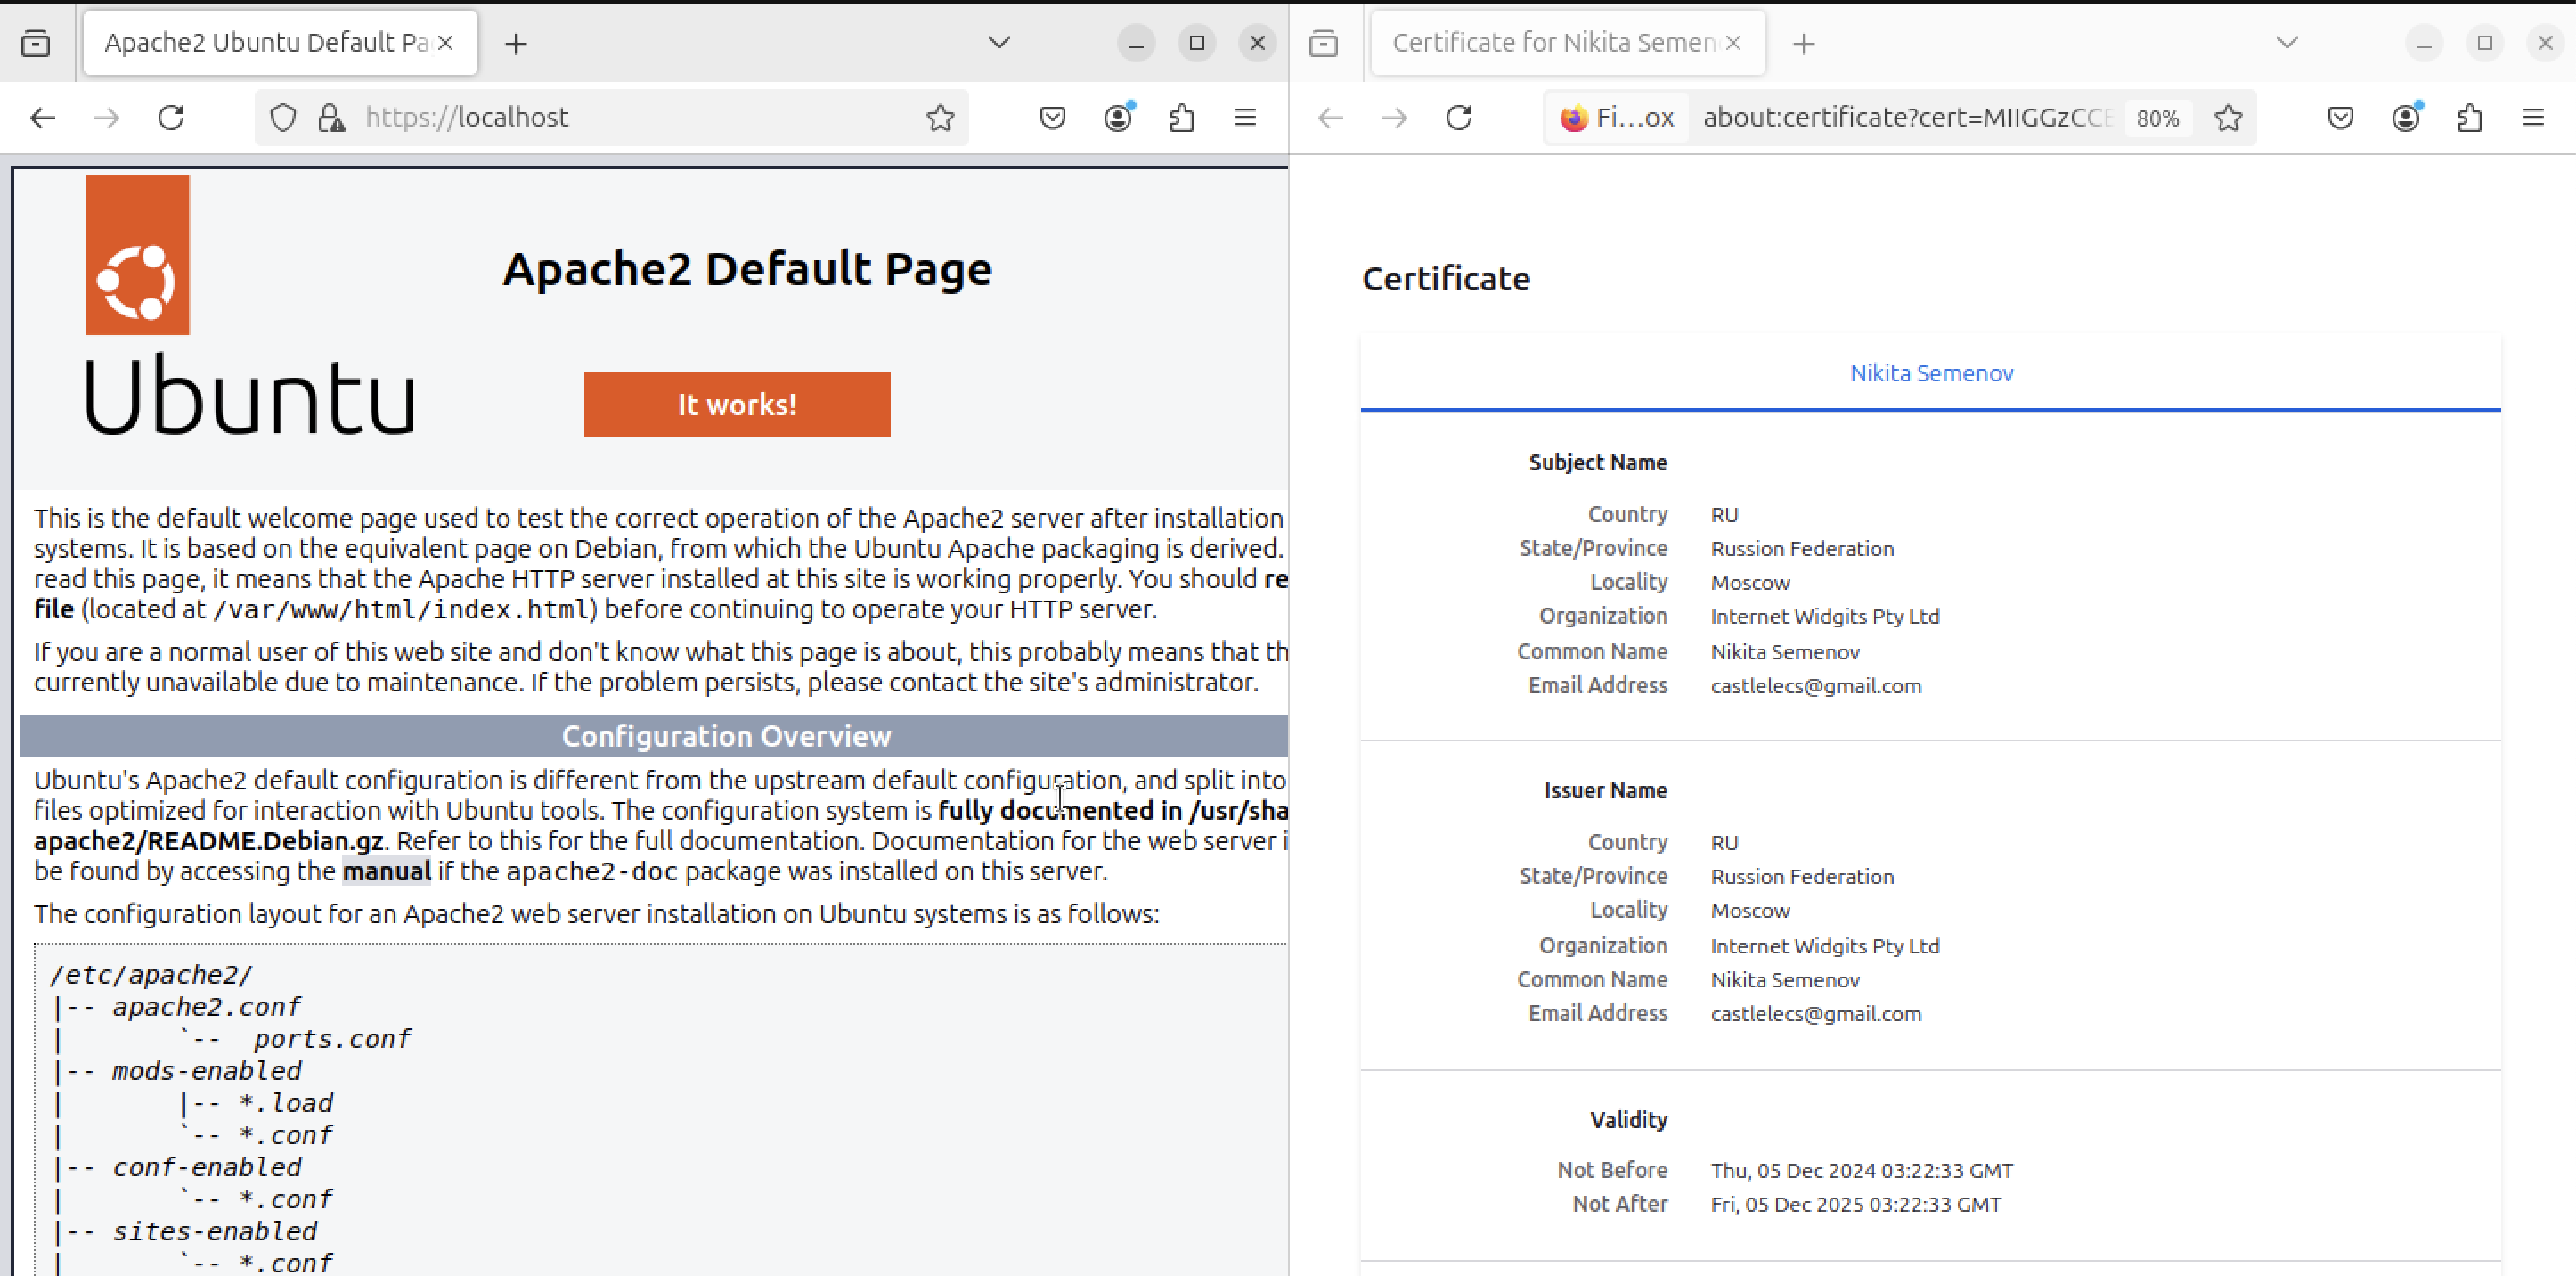 Apache2 Ubuntu Default Pa
https://localhost
Ubuntu
Apache2 Default Page
It works!
This is the default welcome page used to test the correct operation of the Apache2 server after installation
systems. It is based on the equivalent page on Debian, from which the Ubuntu Apache packaging is derived.
read this page, it means that the Apache HTTP server installed at this site is working properly. You should re
file (located at /var/www/html/index.html) before continuing to operate your HTTP server.
If you are a normal user of this web site and don't know what this page is about, this probably means that th
currently unavailable due to maintenance. If the problem persists, please contact the site's administrator.
Configuration Overview
Ubuntu's Apache2 default configuration is different from the upstream default configuration, and split into
files optimized for interaction with Ubuntu tools. The configuration system is fully documented in /usr/sha
apache2/README.Debian.gz. Refer to this for the full documentation. Documentation for the web server i
be found by accessing the manual if the apache2-doc package was installed on this server.
The configuration layout for an Apache2 web server installation on Ubuntu systems is as follows:
/etc/apache2/
|-- apache2.conf
|       `--  ports.conf
|-- mods-enabled
|       |-- *.load
|       `-- *.conf
|-- conf-enabled
|       `-- *.conf
|-- sites-enabled
|       `-- *.conf
Certificate for Nikita Semen
Fi...ox about:certificate?cert=MIIGGzCCB 80%
Certificate
Nikita Semenov
Subject Name
Country RU
State/Province Russion Federation
Locality Moscow
Organization Internet Widgits Pty Ltd
Common Name Nikita Semenov
Email Address castlelecs@gmail.com
Issuer Name
Country RU
State/Province Russion Federation
Locality Moscow
Organization Internet Widgits Pty Ltd
Common Name Nikita Semenov
Email Address castlelecs@gmail.com
Validity
Not Before Thu, 05 Dec 2024 03:22:33 GMT
Not After Fri, 05 Dec 2025 03:22:33 GMT